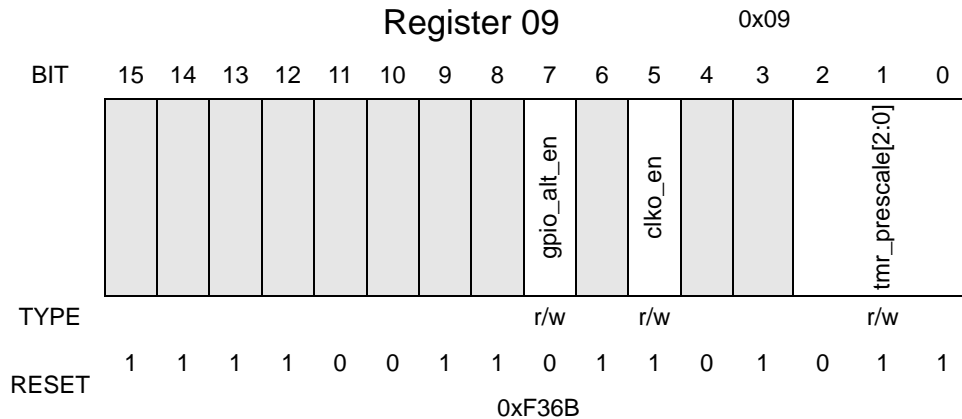 Register 09 0x09
BIT 15 14 13 12 11 10 9 8 7 6 5 4 3 2 1 0
gpio_alt_en
clko_en
tmr_prescale[2:0]
TYPE r/w r/w r/w
RESET 1 1 1 1 0 0 1 1 0 1 1 0 1 0 1 1
0xF36B